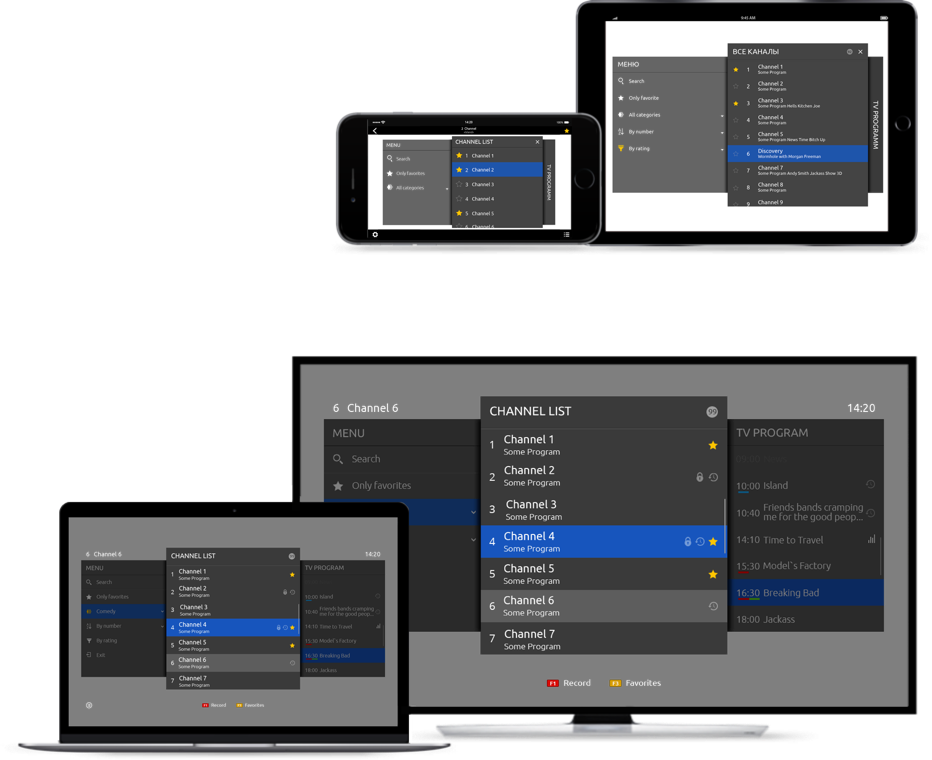 9:41 AM
ВСЕ КАНАЛЫ
МЕНЮ
Search
Only favorite
All categories
By number
By rating
1 Channel 1
Some Program
2 Channel 2
Some Program
3 Channel 3
Some Program Hells Kitchen Joe
4 Channel 4
Some Program
5 Channel 5
Some Program News Time Bitch Up
6 Discovery
Wormhole with Morgan Freeman
7 Channel 7
Some Program Andy Smith Jackass Show 3D
8 Channel 8
Some Program
9 Channel 9
TV PROGRAMM
14:20
2. Channel
MENU
Search
Only favorites
All categories
CHANNEL LIST
1 Channel 1
2 Channel 2
3 Channel 3
4 Channel 4
5 Channel 5
TV PROGRAMM
6 Channel 6
14:20
MENU
Search
Only favorites
CHANNEL LIST
99
1 Channel 1
Some Program
2 Channel 2
Some Program
3 Channel 3
Some Program
4 Channel 4
Some Program
5 Channel 5
Some Program
6 Channel 6
Some Program
7 Channel 7
Some Program
TV PROGRAM
10:00 Island
10:40 Friends bands cramping
me for the good peop...
14:10 Time to Travel
15:30 Model`s Factory
16:30 Breaking Bad
18:00 Jackass
F1 Record
F3 Favorites
6 Channel 6
14:20
MENU
Search
Only favorites
Comedy
By number
By rating
Exit
CHANNEL LIST
1 Channel 1
Some Program
2 Channel 2
Some Program
3 Channel 3
Some Program
4 Channel 4
Some Program
5 Channel 5
Some Program
6 Channel 6
Some Program
7 Channel 7
Some Program
TV PROGRAM
10:00 Island
10:40 Friends bands cramping
me for the good peop...
14:10 Time to Travel
15:30 Model`s Factory
16:30 Breaking Bad
18:00 Jackass
F1 Record
Favorites